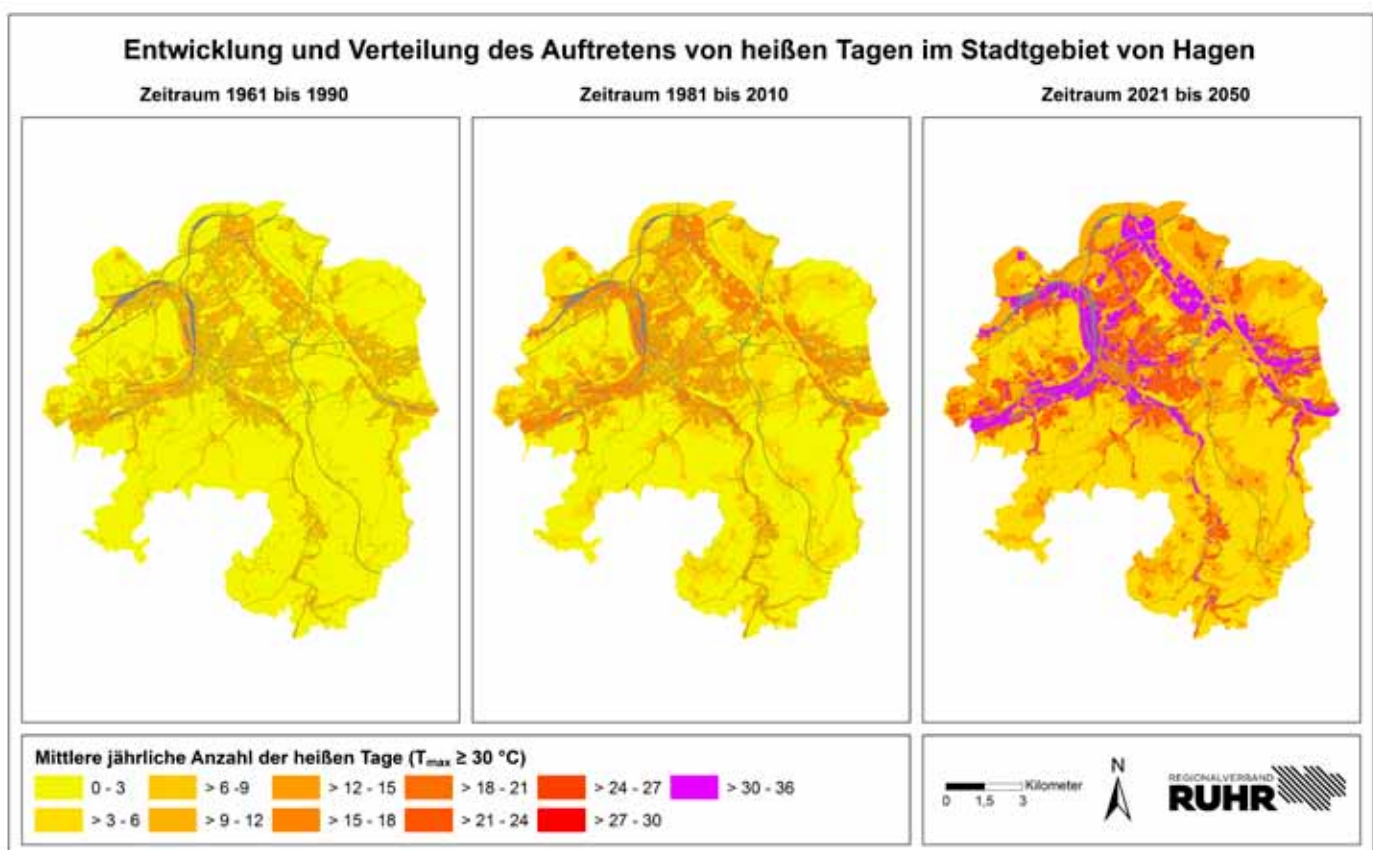 Entwicklung und Verteilung des Auftretens von heißen Tagen im Stadtgebiet von Hagen
Zeitraum 1961 bis 1990
Zeitraum 1981 bis 2010
Zeitraum 2021 bis 2050
Mittlere jährliche Anzahl der heißen Tage (Tmax ≥ 30 °C)
0 - 3 > 6 -9 > 12 - 15 > 18 - 21 > 24 - 27 > 30 - 36
> 3 - 6 > 9 - 12 > 15 - 18 > 21 - 24 > 27 - 30
Kilometer
0 1,5 3
N
REGIONALVERBAND
RUHR